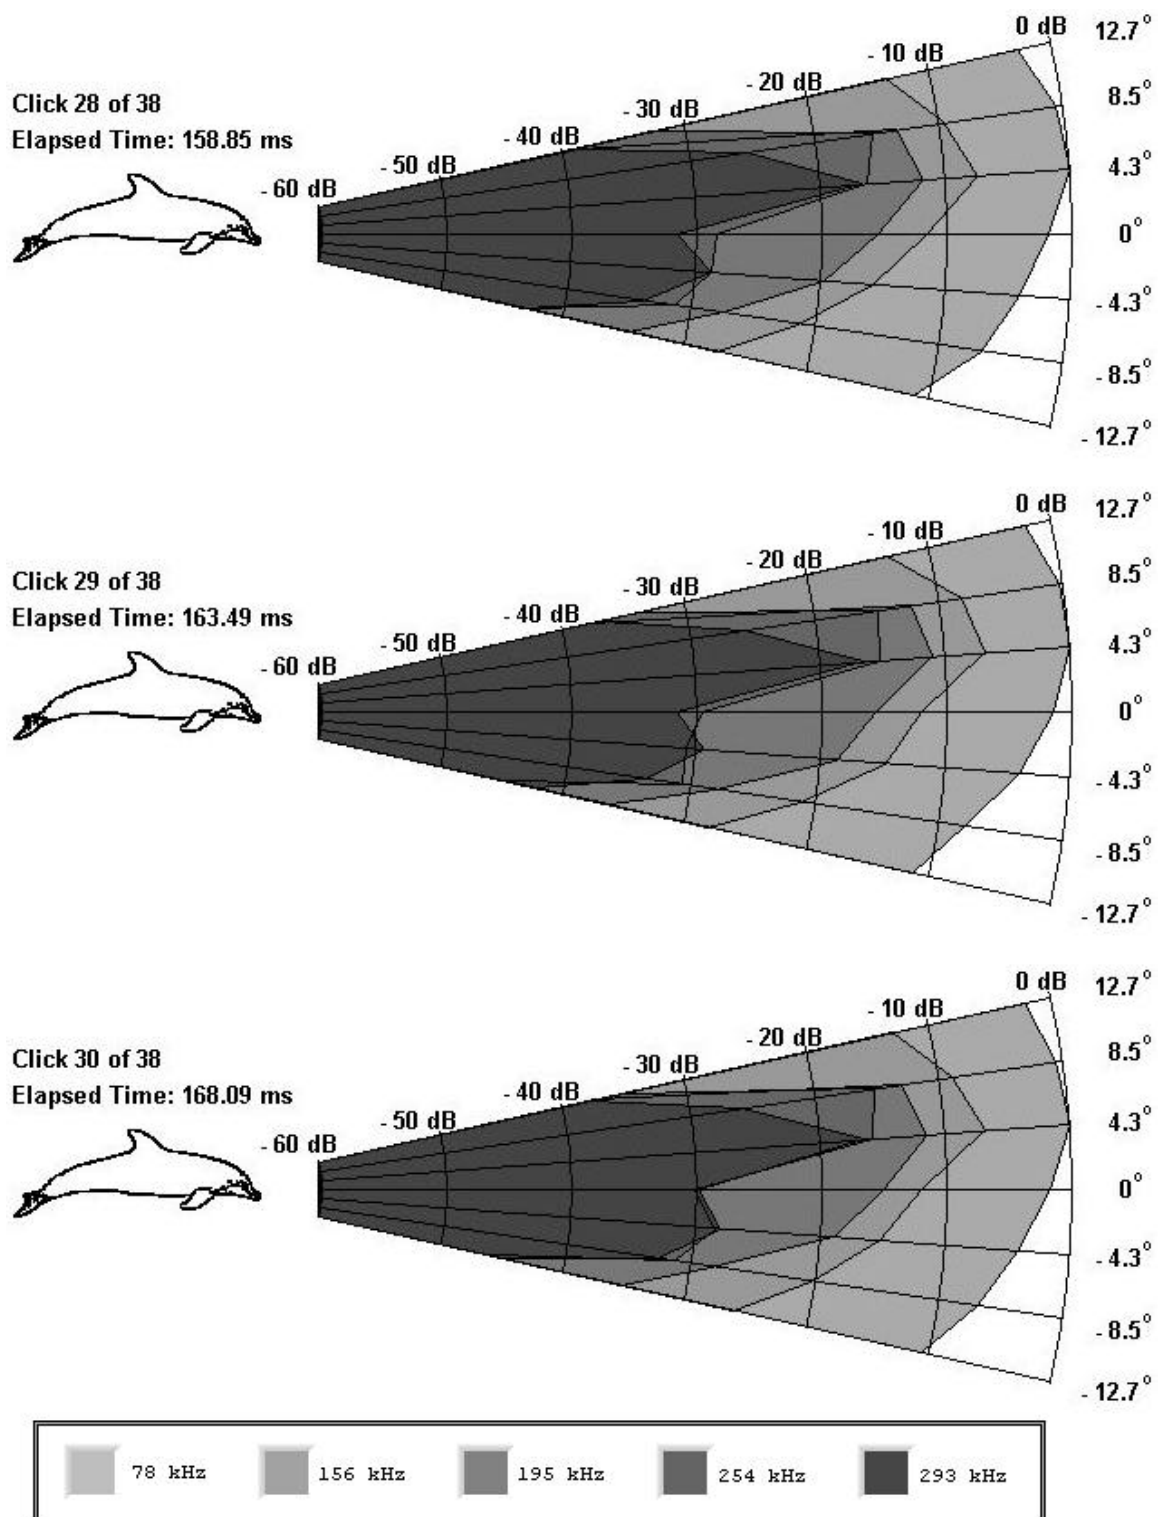 0 dB 12.7°
- 10 dB
- 20 dB 8.5°
Click 28 of 38
- 30 dB
Elapsed Time: 158.85 ms
- 40 dB
- 50 dB 4.3°
- 60 dB
0°
- 4.3°
- 8.5°
- 12.7°
0 dB 12.7°
- 10 dB
- 20 dB 8.5°
Click 29 of 38
- 30 dB
Elapsed Time: 163.49 ms
- 40 dB
- 50 dB 4.3°
- 60 dB
0°
- 4.3°
- 8.5°
- 12.7°
0 dB 12.7°
- 10 dB
- 20 dB 8.5°
Click 30 of 38
- 30 dB
Elapsed Time: 168.09 ms
- 40 dB
- 50 dB 4.3°
- 60 dB
0°
- 4.3°
- 8.5°
- 12.7°
78 kHz 156 kHz 195 kHz 254 kHz 293 kHz